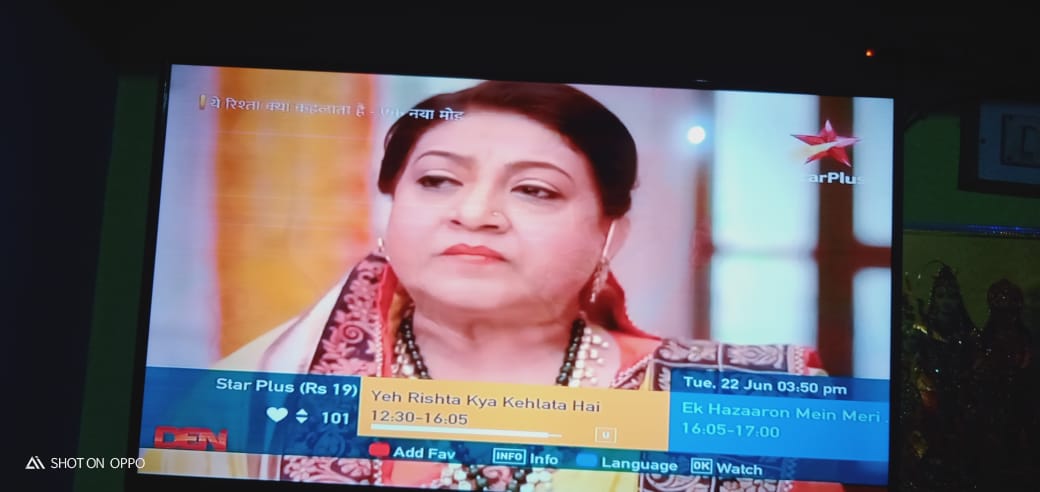 ये रिश्ता क्या कहलाता है - नया मोड़
StarPlus
Star Plus (Rs 19)
101
Yeh Rishta Kya Kehlata Hai
12:30-16:05
U
Tue, 22 Jun 03:50 pm
Ek Hazaaron Mein Meri
16:05-17:00
DEN
Add Fav
INFO Info
Language
OK Watch
SHOT ON OPPO